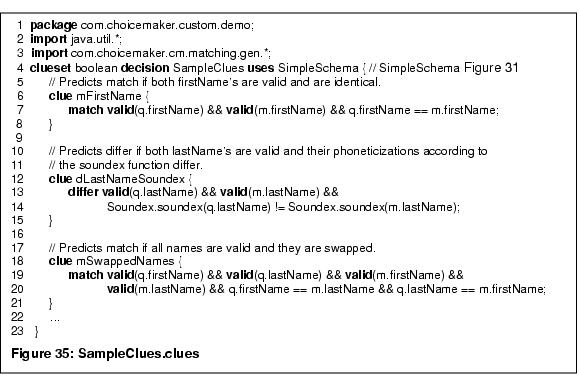 1 package com.choicemaker.custom.demo;
2 import java.util.*;
3 import com.choicemaker.cm.matching.gen.*;
4 clueset boolean decision SampleClues uses SimpleSchema { // SimpleSchema Figure 31
5 // Predicts match if both firstName's are valid and are identical.
6 clue mFirstName {
7 match valid(q.firstName) && valid(m.firstName) && q.firstName == m.firstName;
8 }
9
10 // Predicts differ if both lastName's are valid and their phoneticizations according to
11 // the soundex function differ.
12 clue dLastNameSoundex {
13 differ valid(q.lastName) && valid(m.lastName) &&
14 Soundex.soundex(q.lastName) != Soundex.soundex(m.lastName);
15 }
16
17 // Predicts match if all names are valid and they are swapped.
18 clue mSwappedNames {
19 match valid(q.firstName) && valid(q.lastName) && valid(m.firstName) &&
20 valid(m.lastName) && q.firstName == m.lastName && q.lastName == m.firstName;
21 }
22 ...
23 }
Figure 35: SampleClues.clues